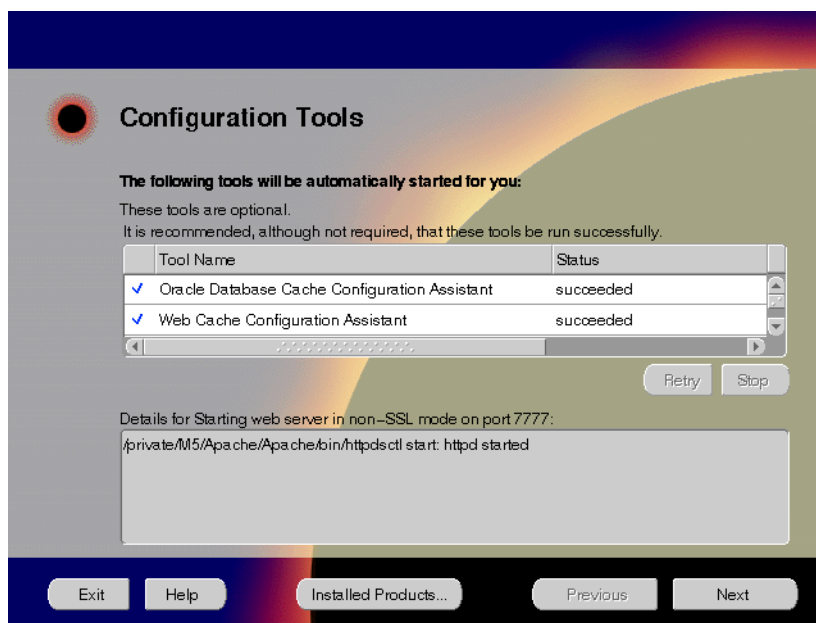 Configuration Tools
The following tools will be automatically started for you:
These tools are optional.
It is recommended, although not required, that these tools be run successfully.
Tool Name Status
Oracle Database Cache Configuration Assistant succeeded
Web Cache Configuration Assistant succeeded
Retry Stop
Details for Starting web server in non-SSL mode on port 7777:
/private/M5/Apache/Apache/bin/httpdsctl start: httpd started
Exit Help Installed Products... Previous Next